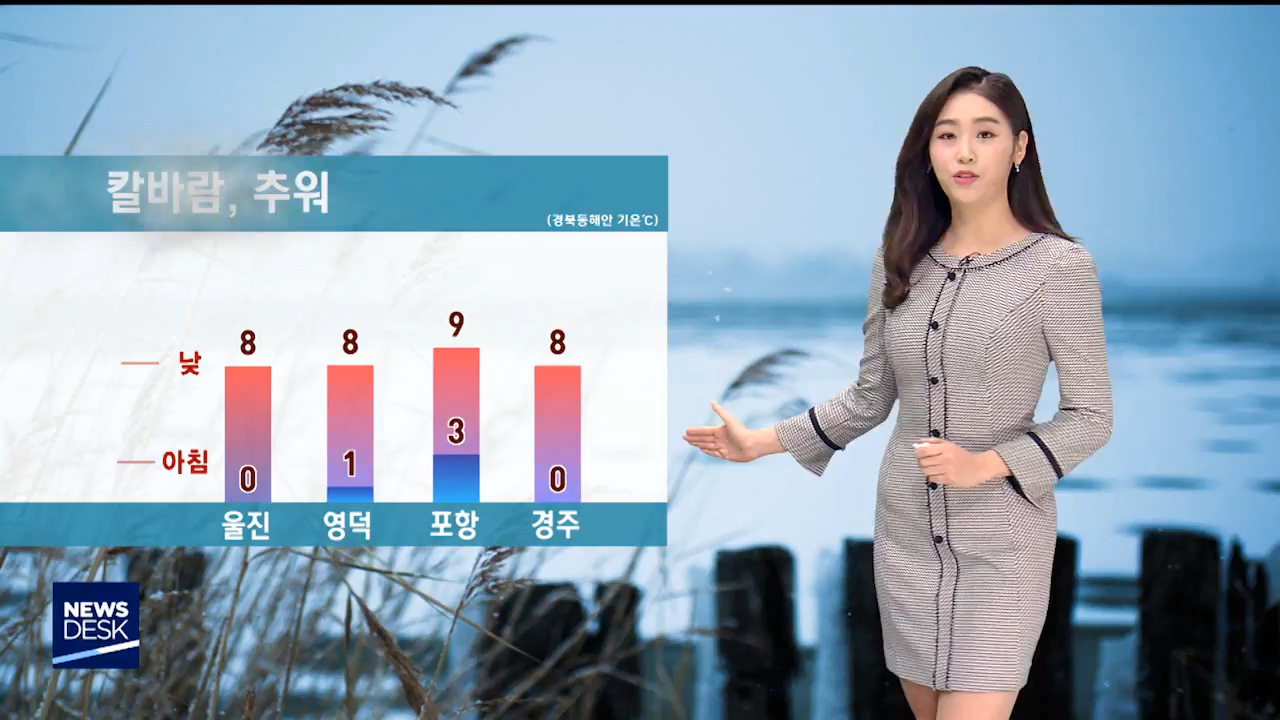 칼바람, 추워
(경북동해안 기온℃)
낮
8 8 9 8
아침
0 1 3 0
울진 영덕 포항 경주
NEWS
DESK